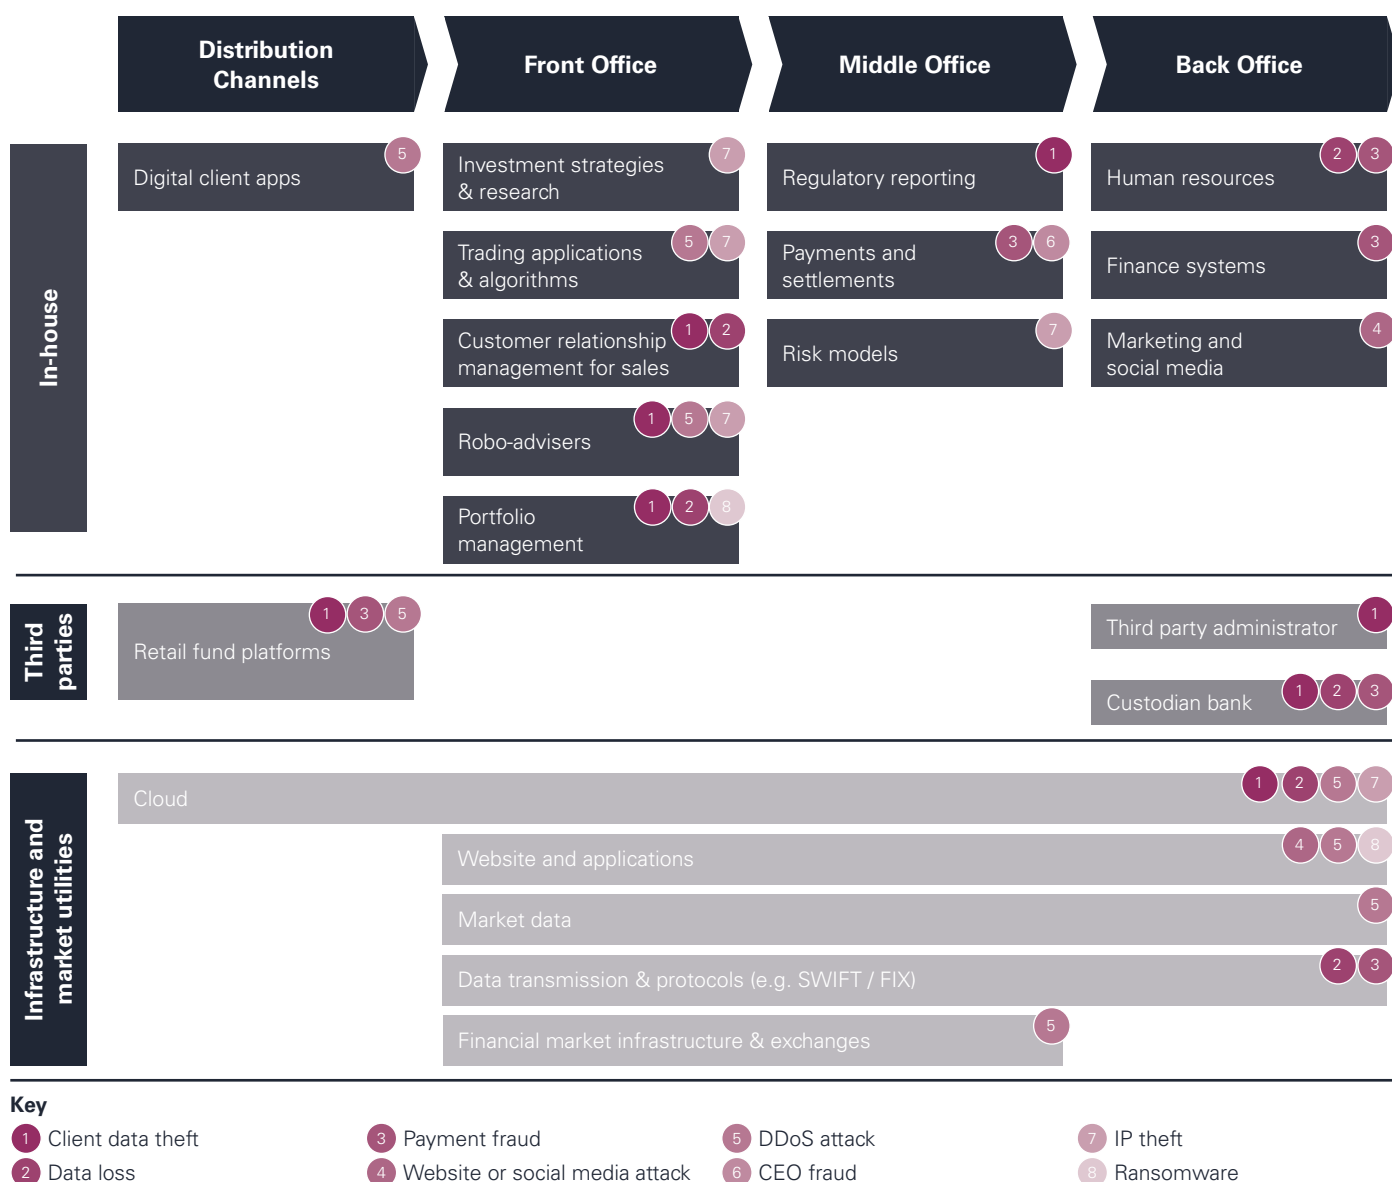 Distribution
Channels
Front Office
Middle Office
Back Office
In-house
Digital client apps
5
Investment strategies
& research
7
Regulatory reporting
1
Human resources
2 3
Trading applications
& algorithms
5 7
Payments and
settlements
3 6
Finance systems
3
Customer relationship
management for sales
1 2
Risk models
7
Marketing and
social media
4
Robo-advisers
1 5 7
Portfolio
management
1 2 8
Third
parties
Retail fund platforms
1 3 5
Third party administrator
1
Custodian bank
1 2 3
Infrastructure and
market utilities
Cloud
1 2 5 7
Website and applications
4 5 8
Market data
5
Data transmission & protocols (e.g. SWIFT / FIX)
2 3
Financial market infrastructure & exchanges
5
Key
1 Client data theft
2 Data loss
3 Payment fraud
4 Website or social media attack
5 DDoS attack
6 CEO fraud
7 IP theft
8 Ransomware